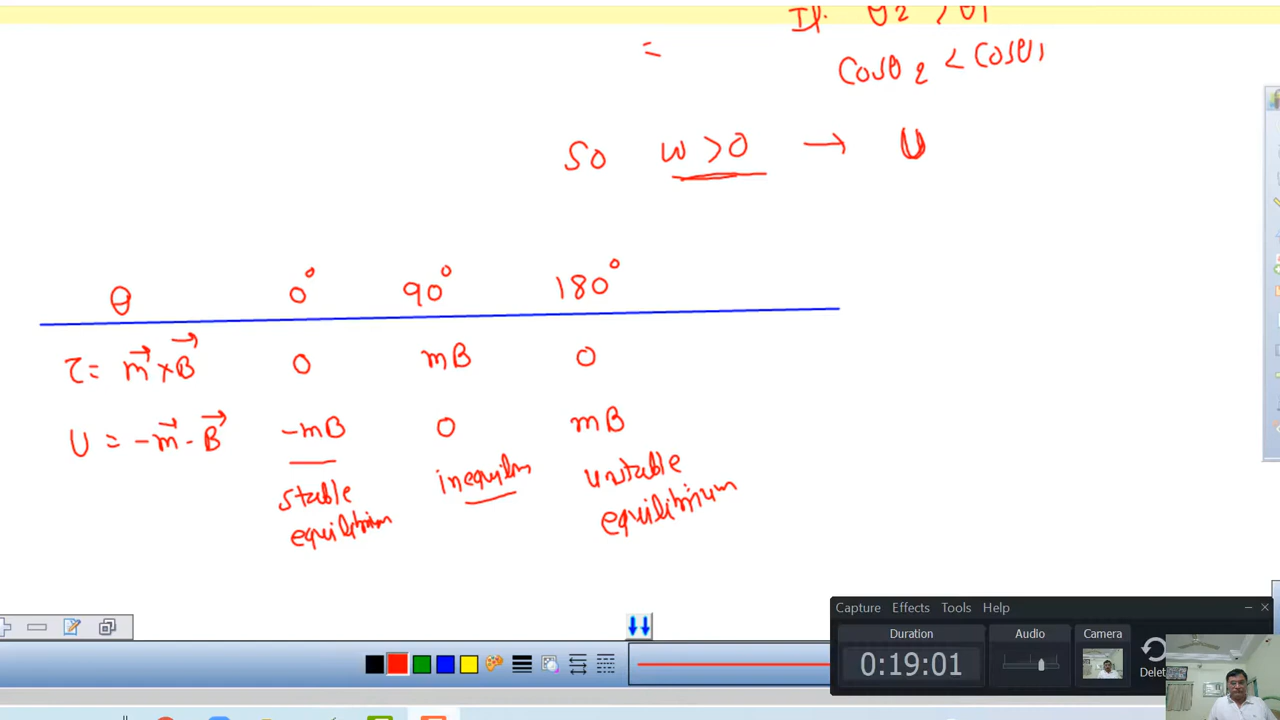 If θ2 > θ1
=
Cosθ2 < Cosθ1
So w > 0 → U
θ 0° 90° 180°
τ = m⃗ × B⃗ 0 mB 0
U = -m⃗ · B⃗ -mB 0 mB
stable equilibrium
inequilm
unstable equilibrium
Capture Effects Tools Help
Duration Audio Camera
0:19:01
Delet